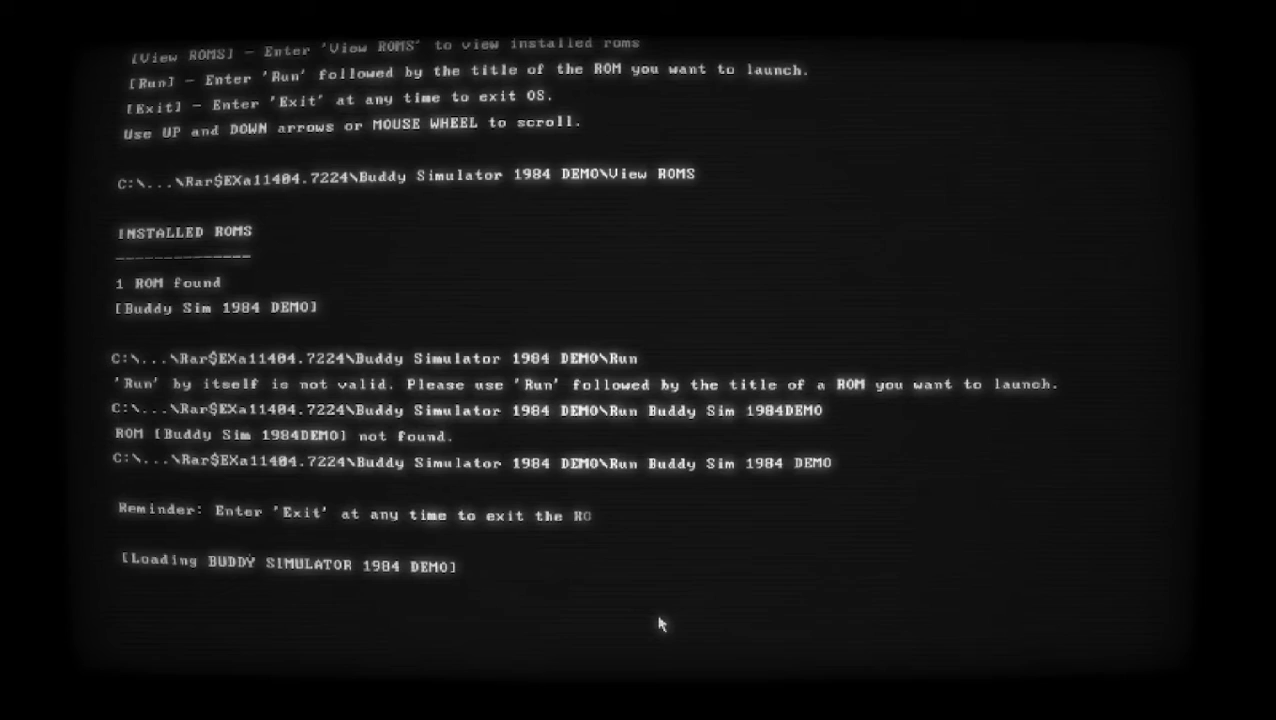 [View ROMS] - Enter 'View ROMS' to view installed roms
[Run] - Enter 'Run' followed by the title of the ROM you want to launch.
[Exit] - Enter 'Exit' at any time to exit OS.
Use UP and DOWN arrows or MOUSE WHEEL to scroll.
C:\...\Rar$EXa11404.7224\Buddy Simulator 1984 DEMO\View ROMS
INSTALLED ROMS
--------------
1 ROM found
[Buddy Sim 1984 DEMO]
C:\...\Rar$EXa11404.7224\Buddy Simulator 1984 DEMO\Run
'Run' by itself is not valid. Please use 'Run' followed by the title of a ROM you want to launch.
C:\...\Rar$EXa11404.7224\Buddy Simulator 1984 DEMO\Run Buddy Sim 1984DEMO
ROM [Buddy Sim 1984DEMO] not found.
C:\...\Rar$EXa11404.7224\Buddy Simulator 1984 DEMO\Run Buddy Sim 1984 DEMO
Reminder: Enter 'Exit' at any time to exit the RO
[Loading BUDDY SIMULATOR 1984 DEMO]